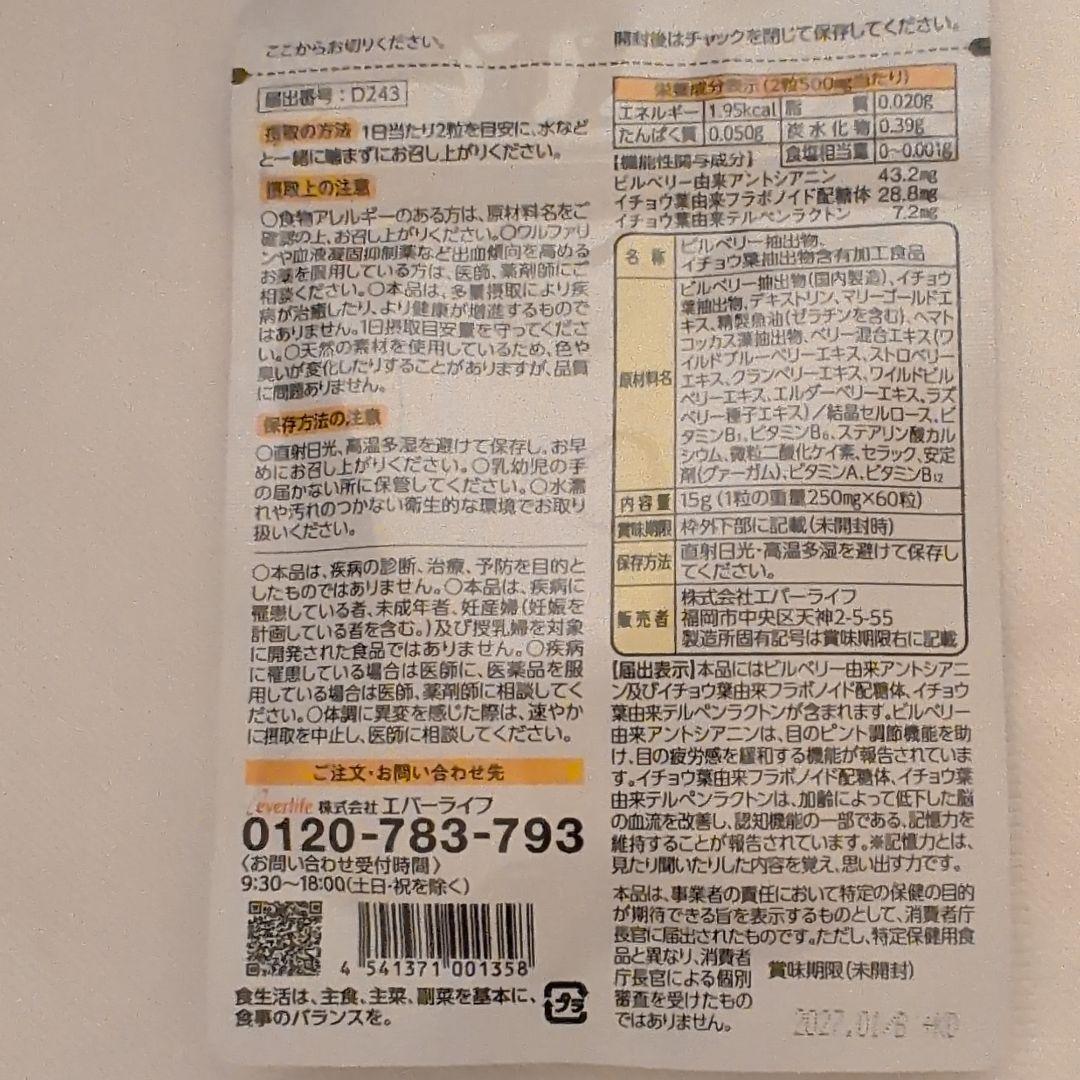 ここからお切りください。
開封後はチャックを閉じて保存してください。
届出番号：D243
摂取の方法 1日当たり2粒を目安に、水など
と一緒に噛まずにお召し上がりください。
摂取上の注意
○食物アレルギーのある方は、原材料名をご
確認の上、お召し上がりください。○ワルファリ
ンや血液凝固抑制薬など出血傾向を高める
お薬を服用している方は、医師、薬剤師にご
相談ください。○本品は、多量摂取により疾
病が治癒したり、より健康が増進するもので
はありません。1日摂取目安量を守ってくださ
い。○天然の素材を使用しているため、色や
臭いが変化したりすることがありますが、品質
に問題ありません。
保存方法の注意
○直射日光、高温多湿を避けて保存し、お早
めにお召し上がりください。○乳幼児の手
の届かない所に保管してください。○水濡
れや汚れのつかない衛生的な環境でお取り
扱いください。
○本品は、疾病の診断、治療、予防を目的と
したものではありません。○本品は、疾病に
罹患している者、未成年者、妊産婦(妊娠を
計画している者を含む。)及び授乳婦を対象
に開発された食品ではありません。○疾病
に罹患している場合は医師に、医薬品を服
用している場合は医師、薬剤師に相談してく
ださい。○体調に異変を感じた際は、速やか
に摂取を中止し、医師に相談してください。
ご注文・お問い合わせ先
everlife 株式会社 エバーライフ
0120-783-793
〈お問い合わせ受付時間〉
9:30～18:00(土日・祝を除く)
4 541371 001358
食生活は、主食、主菜、副菜を基本に、
食事のバランスを。
プラ
栄養成分表示(2粒500mg当たり)
エネルギー 1.95kcal 脂質 0.020g
たんぱく質 0.050g 炭水化物 0.39g
食塩相当量 0～0.001g
【機能性関与成分】
ビルベリー由来アントシアニン 43.2mg
イチョウ葉由来フラボノイド配糖体 28.8mg
イチョウ葉由来テルペンラクトン 7.2mg
名称 ビルベリー抽出物、
イチョウ葉抽出物含有加工食品
原材料名 ビルベリー抽出物(国内製造)、イチョウ
葉抽出物、デキストリン、マリーゴールドエ
キス、精製魚油(ゼラチンを含む)、ヘマト
コッカス藻抽出物、ベリー混合エキス(ワ
イルドブルーベリーエキス、ストロベリー
エキス、クランベリーエキス、ワイルドビル
ベリーエキス、エルダーベリーエキス、ラズ
ベリー種子エキス)／結晶セルロース、ビ
タミンB₁、ビタミンB₆、ステアリン酸カル
シウム、微粒二酸化ケイ素、セラック、安定
剤(グァーガム)、ビタミンA、ビタミンB₁₂
内容量 15g(1粒の重量250mg×60粒)
賞味期限 枠外下部に記載(未開封時)
保存方法 直射日光・高温多湿を避けて保存し
てください。
販売者 株式会社エバーライフ
福岡市中央区天神2-5-55
製造所固有記号は賞味期限右に記載
【届出表示】本品にはビルベリー由来アントシアニ
ン及びイチョウ葉由来フラボノイド配糖体、イチョウ
葉由来テルペンラクトンが含まれます。ビルベリー
由来アントシアニンは、目のピント調節機能を助
け、目の疲労感を緩和する機能が報告されていま
す。イチョウ葉由来フラボノイド配糖体、イチョウ葉
由来テルペンラクトンは、加齢によって低下した脳
の血流を改善し、認知機能の一部である、記憶力を
維持することが報告されています。※記憶力とは、
見たり聞いたりした内容を覚え、思い出す力です。
本品は、事業者の責任において特定の保健の目的
が期待できる旨を表示するものとして、消費者庁
長官に届出されたものです。ただし、特定保健用食
品と異なり、消費者
庁長官による個別
審査を受けたもの
ではありません。
賞味期限(未開封)
2027.01/B